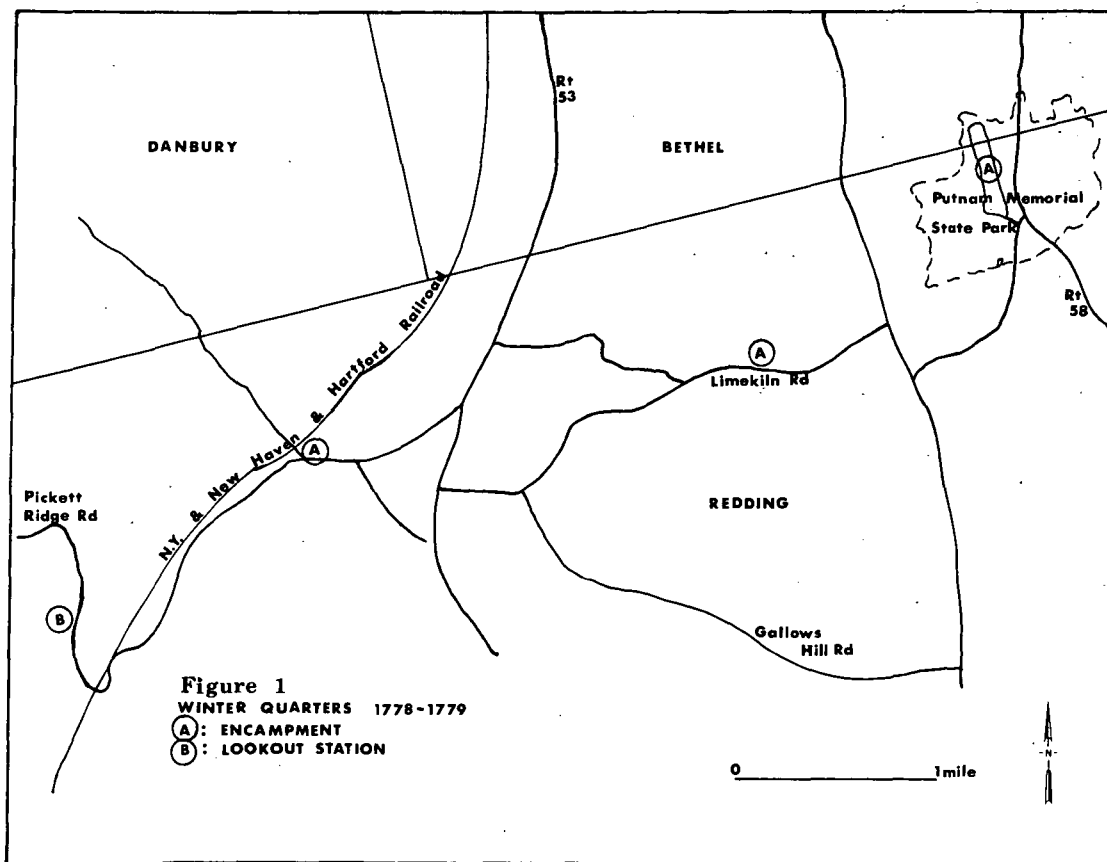 Rt
53
DANBURY
BETHEL
A
Putnam Memorial
State Park
Rt
58
N.Y. & New Haven & Hartford Railroad
A
Limekiln Rd
A
Pickett
Ridge Rd
REDDING
B
Gallows
Hill Rd
Figure 1
WINTER QUARTERS 1778-1779
A: ENCAMPMENT
B: LOOKOUT STATION
N
0 1mile